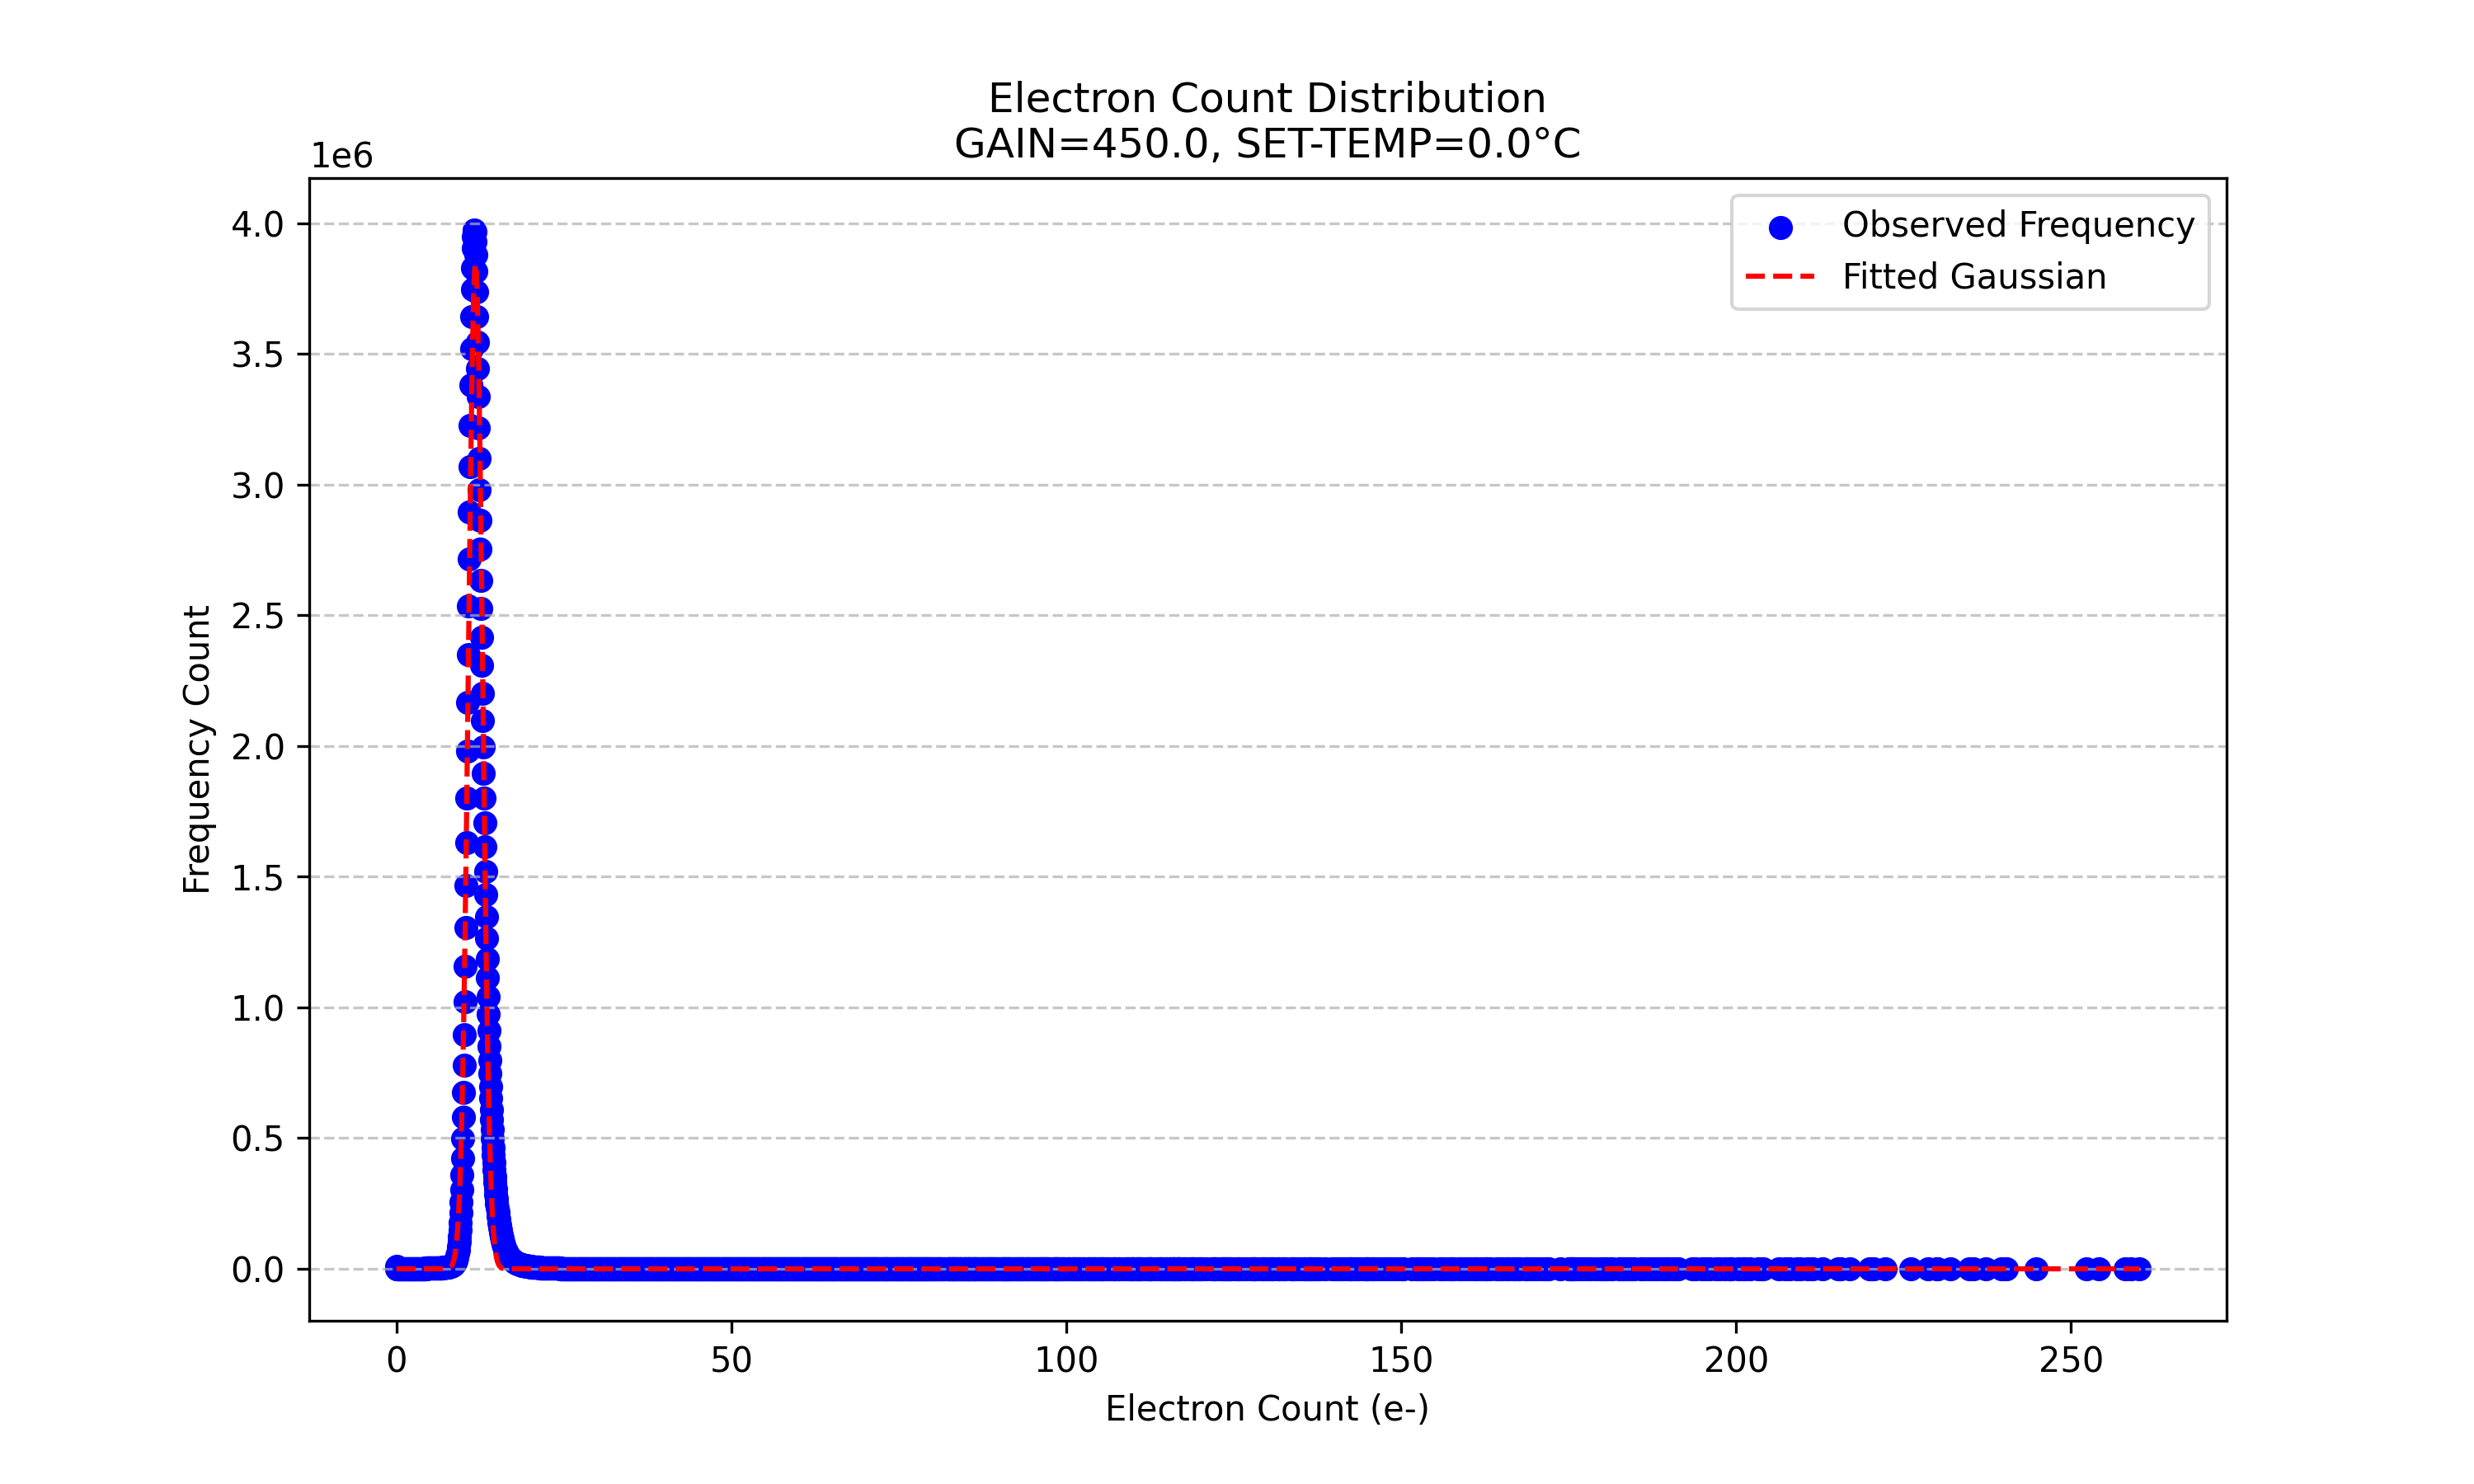 Electron Count Distribution
GAIN=450.0, SET-TEMP=0.0°C
1e6
Observed Frequency
Fitted Gaussian
4.0
3.5
3.0
2.5
2.0
1.5
1.0
0.5
0.0
Frequency Count
0 50 100 150 200 250
Electron Count (e-)